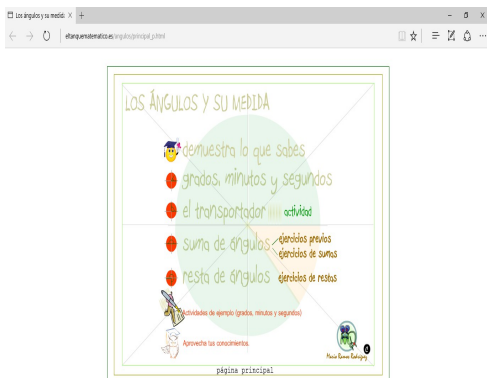 Los ángulos y su medida
eltanquematematico.es/angulos/principal_p.html
LOS ÁNGULOS Y SU MEDIDA
demuestra lo que sabes
grados, minutos y segundos
el transportador actividad
suma de ángulos ejercicios previos
ejercicios de sumas
resta de ángulos ejercicios de restas
Actividades de ejemplo (grados, minutos y segundos)
Aprovecha tus conocimientos.
Mario Ramos Rodríguez
página principal